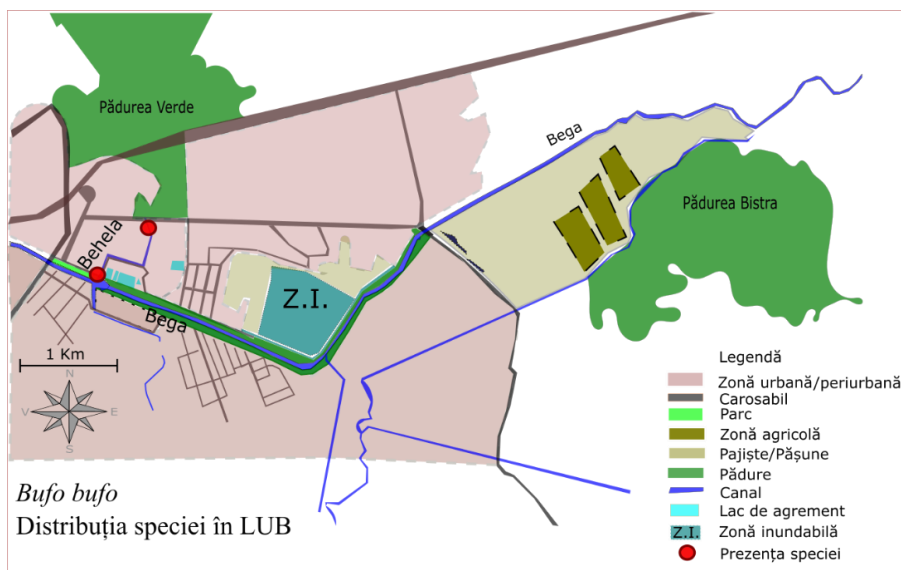 Pădurea Verde
Bega
Pădurea Bistra
Behela
Z.I.
Bega
1 Km
N
V
E
S
Bufo bufo
Distribuția speciei în LUB
Legendă
Zonă urbană/periurbană
Carosabil
Parc
Zonă agricolă
Pajiște/Pășune
Pădure
Canal
Lac de agrement
Z.I. Zonă inundabilă
Prezența speciei